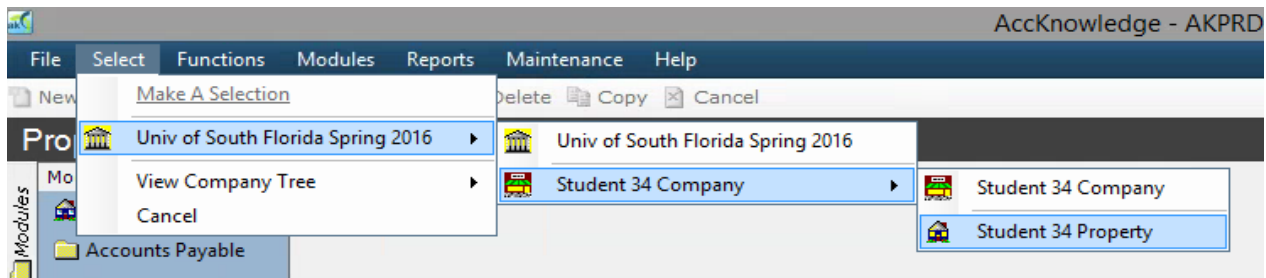 AccKnowledge - AKPRD
File Select Functions Modules Reports Maintenance Help
New Delete Copy Cancel
Make A Selection
Univ of South Florida Spring 2016
Univ of South Florida Spring 2016
View Company Tree
Student 34 Company
Student 34 Company
Cancel
Student 34 Property
Modules
Accounts Payable